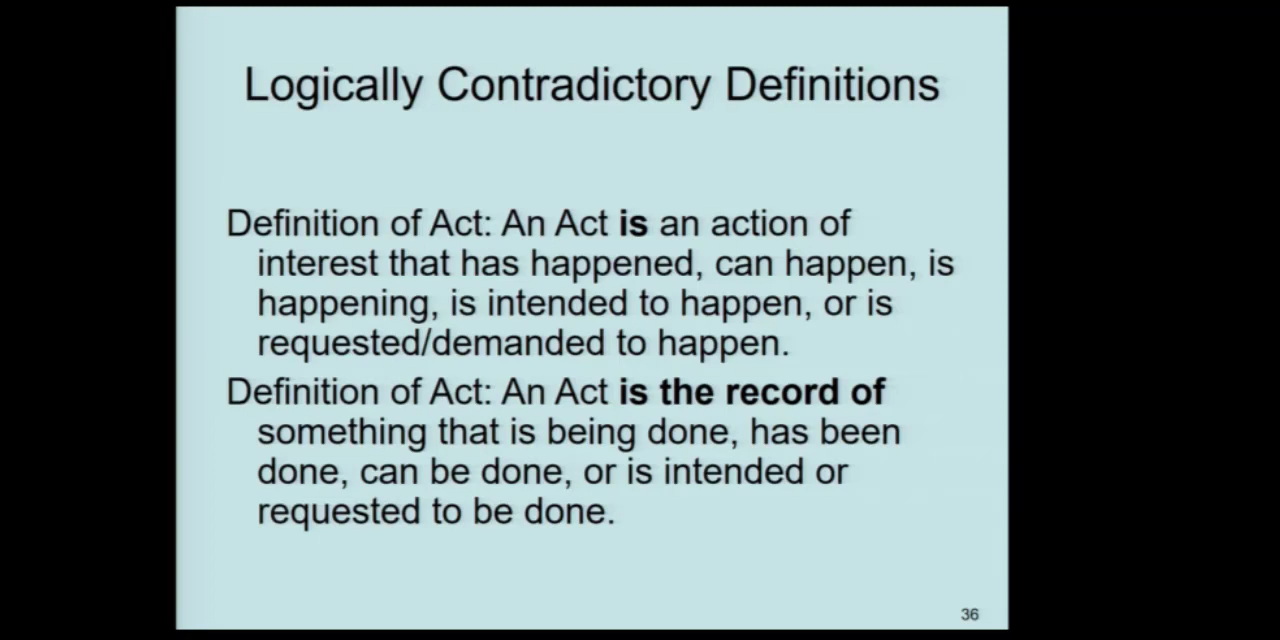 Logically Contradictory Definitions
Definition of Act: An Act is an action of
interest that has happened, can happen, is
happening, is intended to happen, or is
requested/demanded to happen.
Definition of Act: An Act is the record of
something that is being done, has been
done, can be done, or is intended or
requested to be done.
36